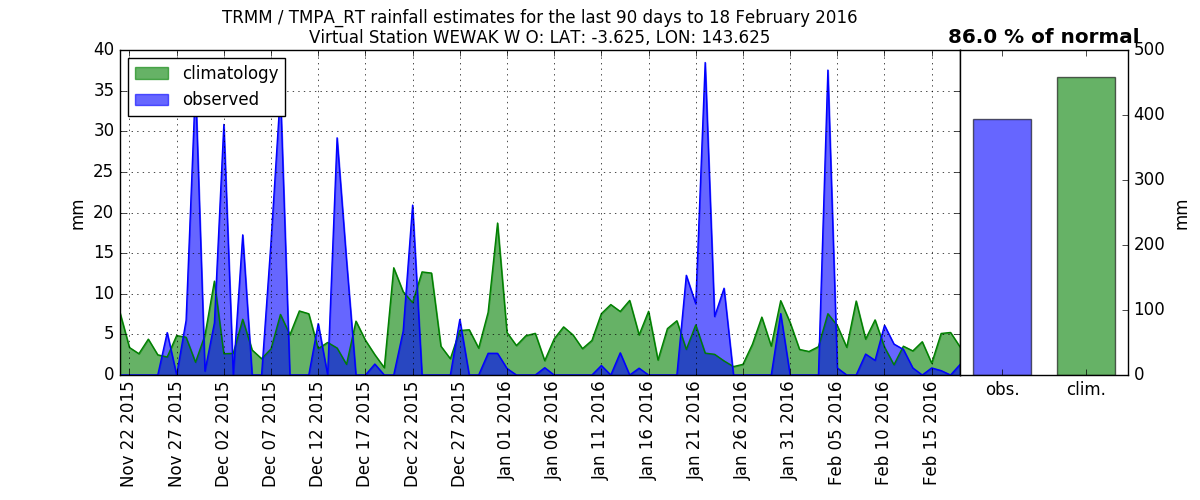 TRMM / TMPA_RT rainfall estimates for the last 90 days to 18 February 2016
Virtual Station WEWAK W O: LAT: -3.625, LON: 143.625
86.0 % of normal
climatology
observed
40
35
30
25
20
15
10
5
0
mm
Nov 22 2015
Nov 27 2015
Dec 02 2015
Dec 07 2015
Dec 12 2015
Dec 17 2015
Dec 22 2015
Dec 27 2015
Jan 01 2016
Jan 06 2016
Jan 11 2016
Jan 16 2016
Jan 21 2016
Jan 26 2016
Jan 31 2016
Feb 05 2016
Feb 10 2016
Feb 15 2016
obs.
clim.
500
400
300
200
100
0
mm